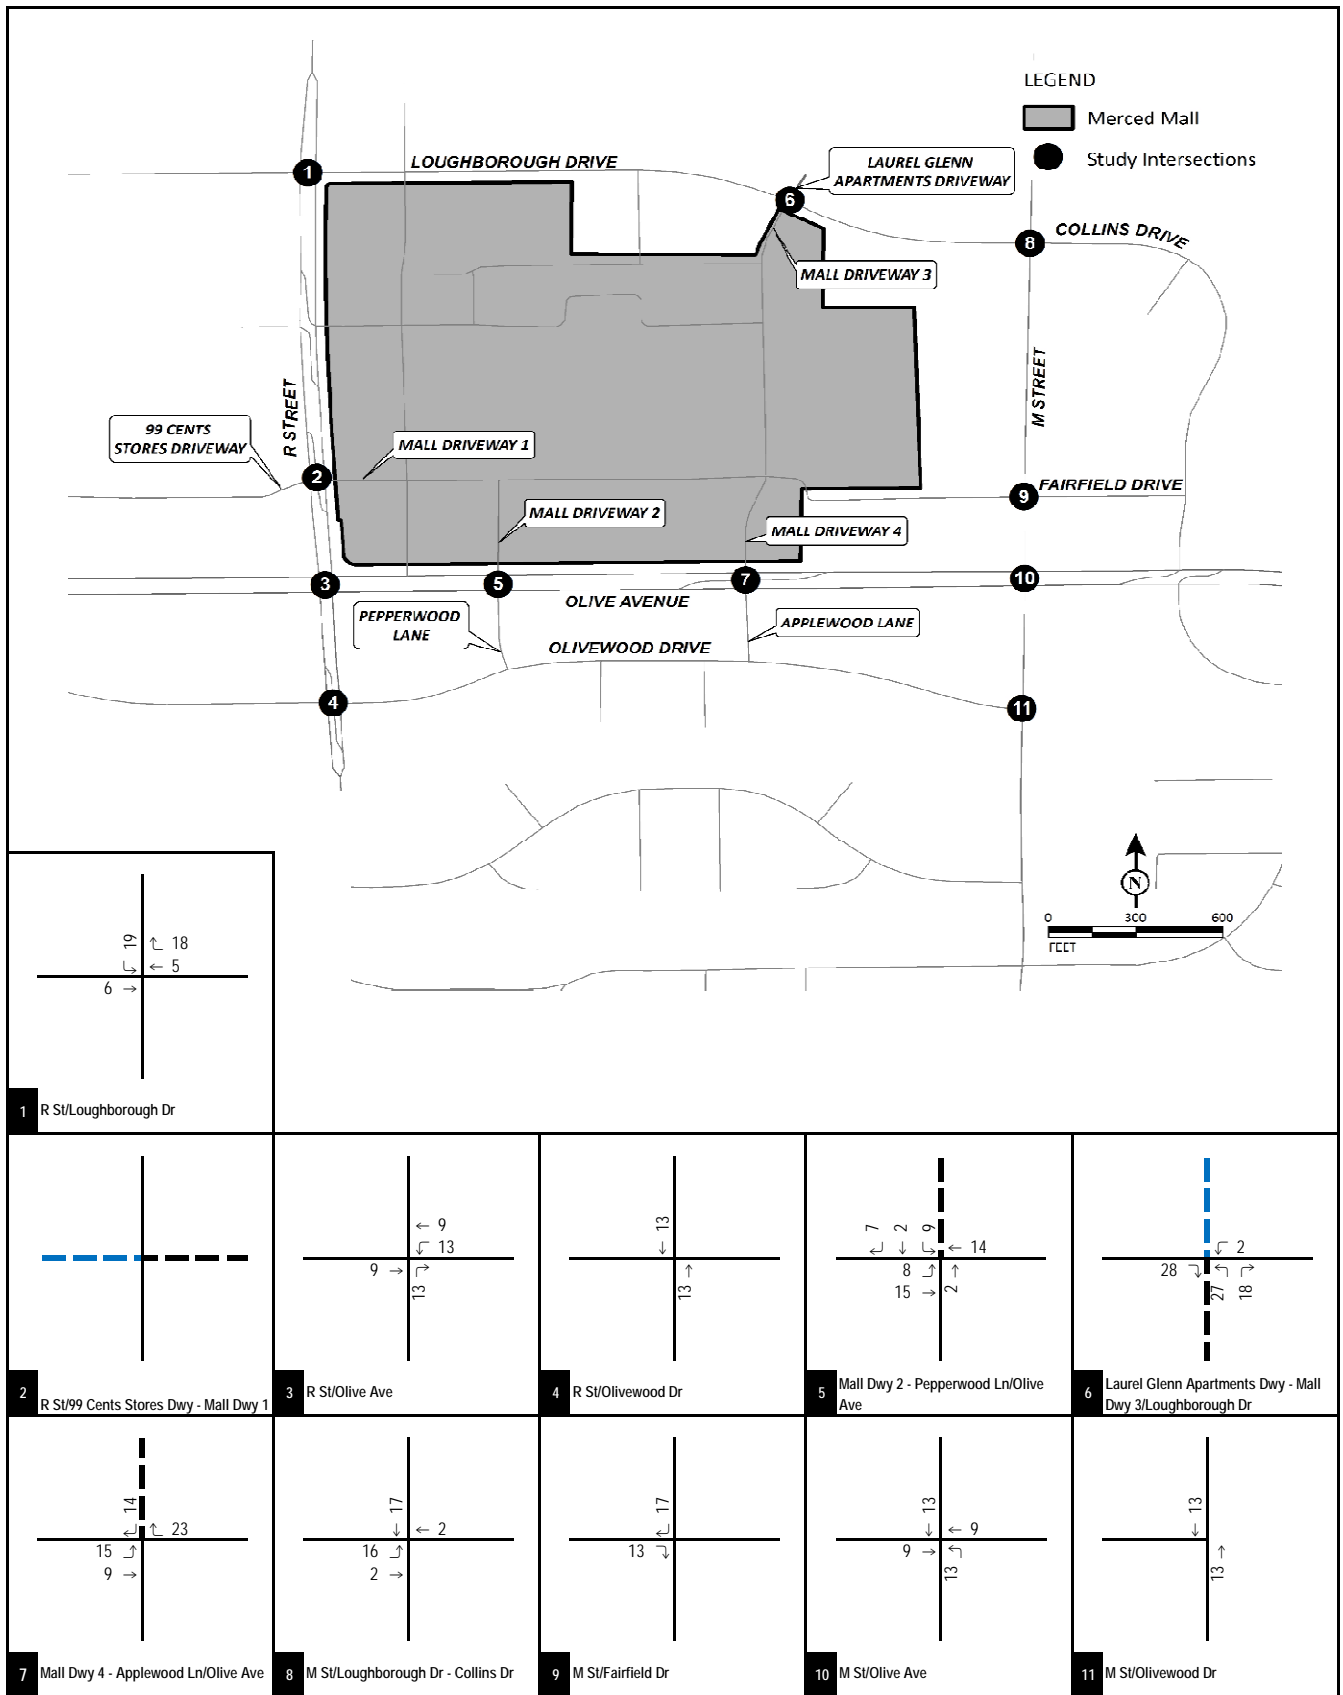 LEGEND
Merced Mall
Study Intersections
LOUGHBOROUGH DRIVE
LAUREL GLENN
APARTMENTS DRIVEWAY
1
6
COLLINS DRIVE
8
MALL DRIVEWAY 3
R STREET
M STREET
99 CENTS
STORES DRIVEWAY
MALL DRIVEWAY 1
2
FAIRFIELD DRIVE
9
MALL DRIVEWAY 2
MALL DRIVEWAY 4
3
5
7
10
OLIVE AVENUE
PEPPERWOOD
LANE
APPLEWOOD LANE
OLIVEWOOD DRIVE
4
11
N
0 300 600
FEET
19 ↰ 18
← 5
6 →
1 R St/Loughborough Dr
2 R St/99 Cents Stores Dwy - Mall Dwy 1
← 9
13
9 →
13
3 R St/Olive Ave
13
13
4 R St/Olivewood Dr
7 2 9
← 14
8
15 → 2
5 Mall Dwy 2 - Pepperwood Ln/Olive
Ave
2
28
27 18
6 Laurel Glenn Apartments Dwy - Mall
Dwy 3/Loughborough Dr
14
23
15
9 →
7 Mall Dwy 4 - Applewood Ln/Olive Ave
17
← 2
16
2 →
8 M St/Loughborough Dr - Collins Dr
17
13
9 M St/Fairfield Dr
13
← 9
9 →
13
10 M St/Olive Ave
13
13
11 M St/Olivewood Dr